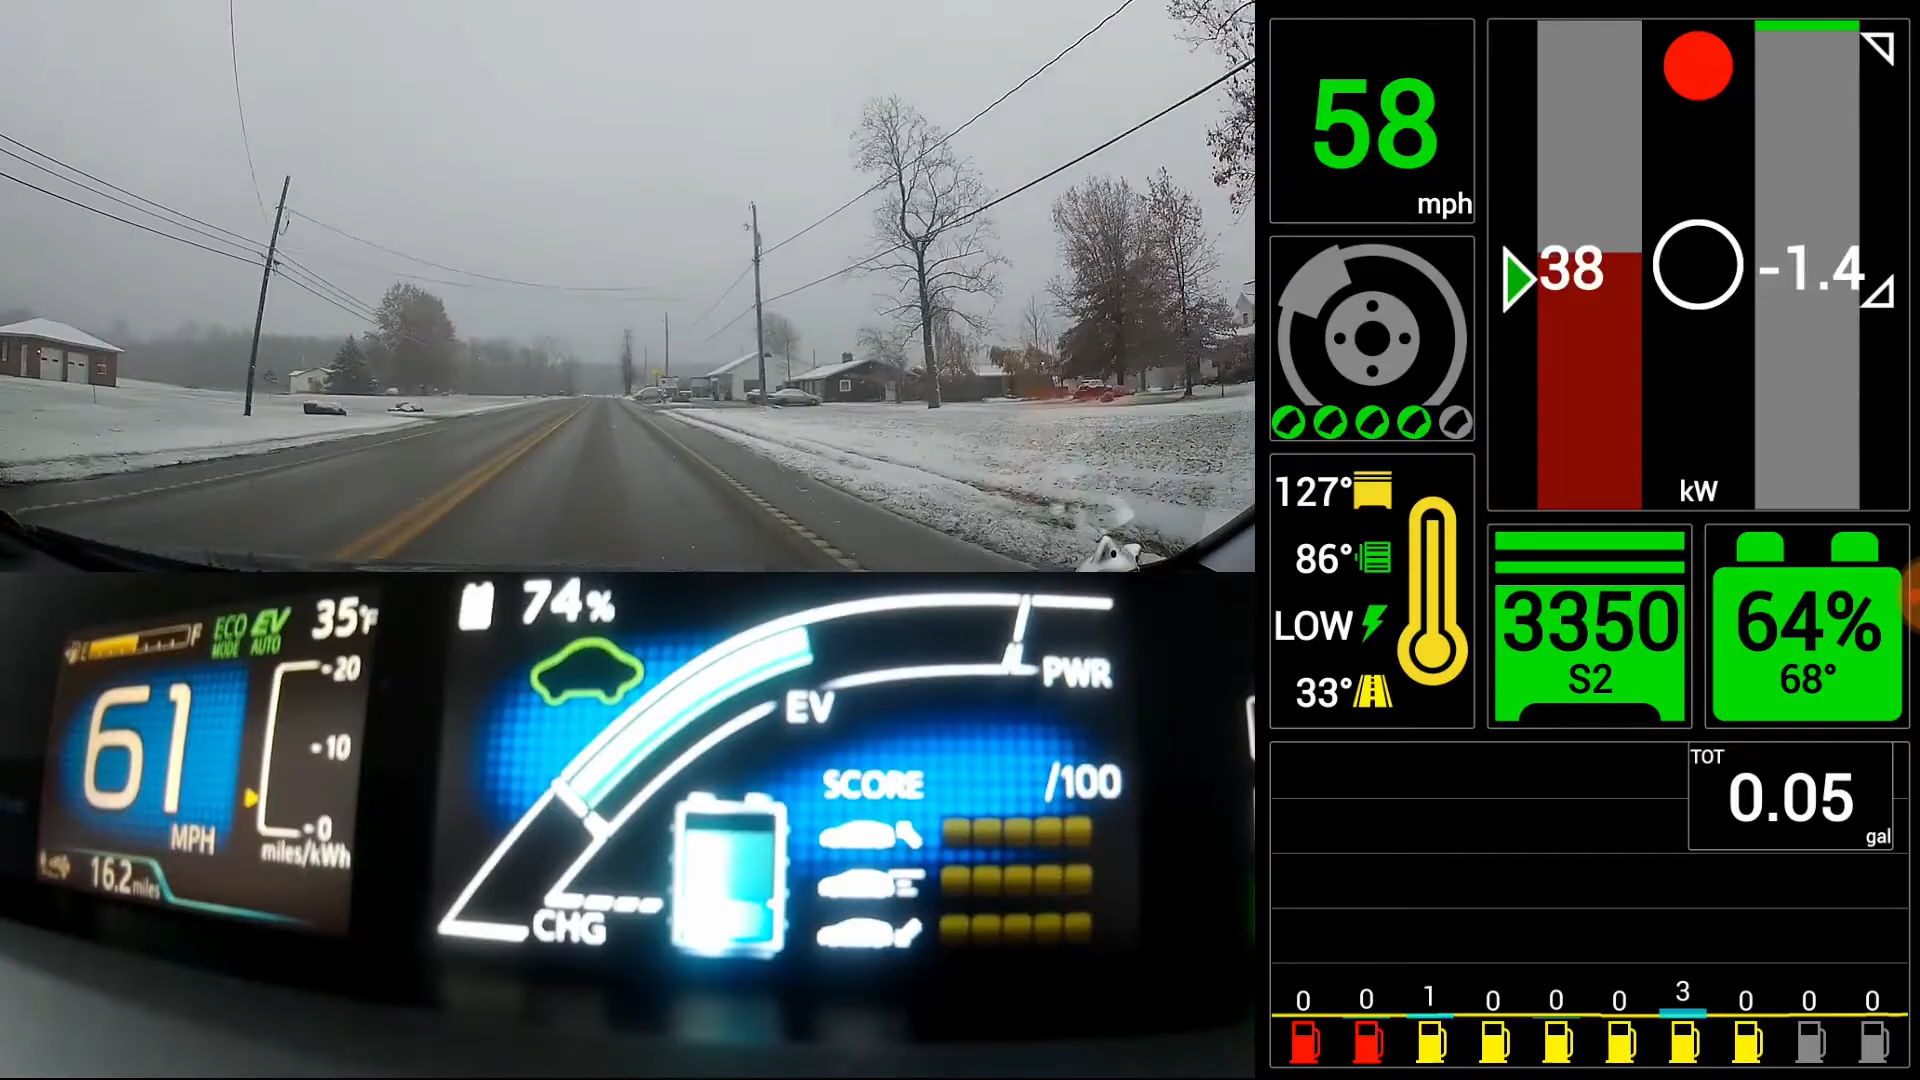 E F
ECO MODE
EV AUTO
35°F
61
MPH
20
10
0
miles/kWh
16.2 miles
74%
EV
PWR
CHG
SCORE /100
58
mph
38
-1.4
kW
127°
86°
LOW
33°
3350
S2
64%
68°
TOT
0.05
gal
0 0 1 0 0 0 3 0 0 0